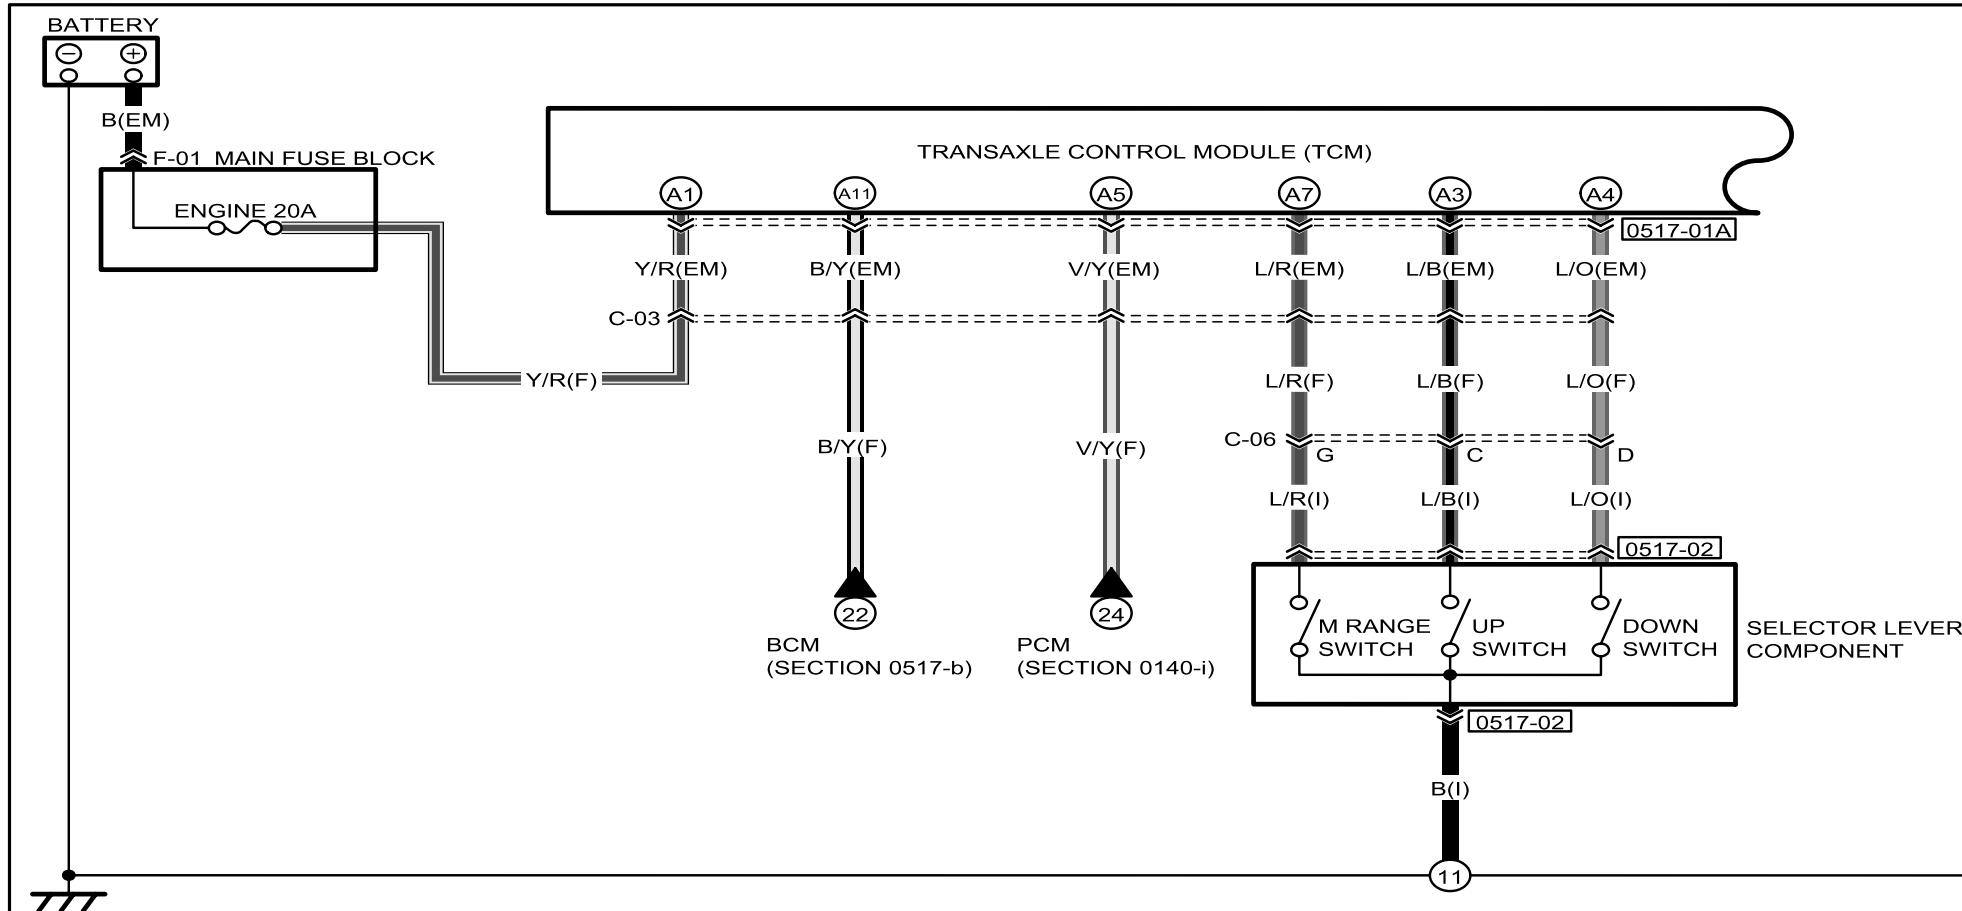 BATTERY
− +
B(EM)
F-01 MAIN FUSE BLOCK
ENGINE 20A
TRANSAXLE CONTROL MODULE (TCM)
A1 A11 A5 A7 A3 A4
0517-01A
Y/R(EM) B/Y(EM) V/Y(EM) L/R(EM) L/B(EM) L/O(EM)
C-03
Y/R(F) L/R(F) L/B(F) L/O(F)
B/Y(F) V/Y(F)
C-06 G C D
L/R(I) L/B(I) L/O(I)
0517-02
22 24
BCM
(SECTION 0517-b)
PCM
(SECTION 0140-i)
M RANGE
SWITCH
UP
SWITCH
DOWN
SWITCH
SELECTOR LEVER
COMPONENT
0517-02
B(I)
11